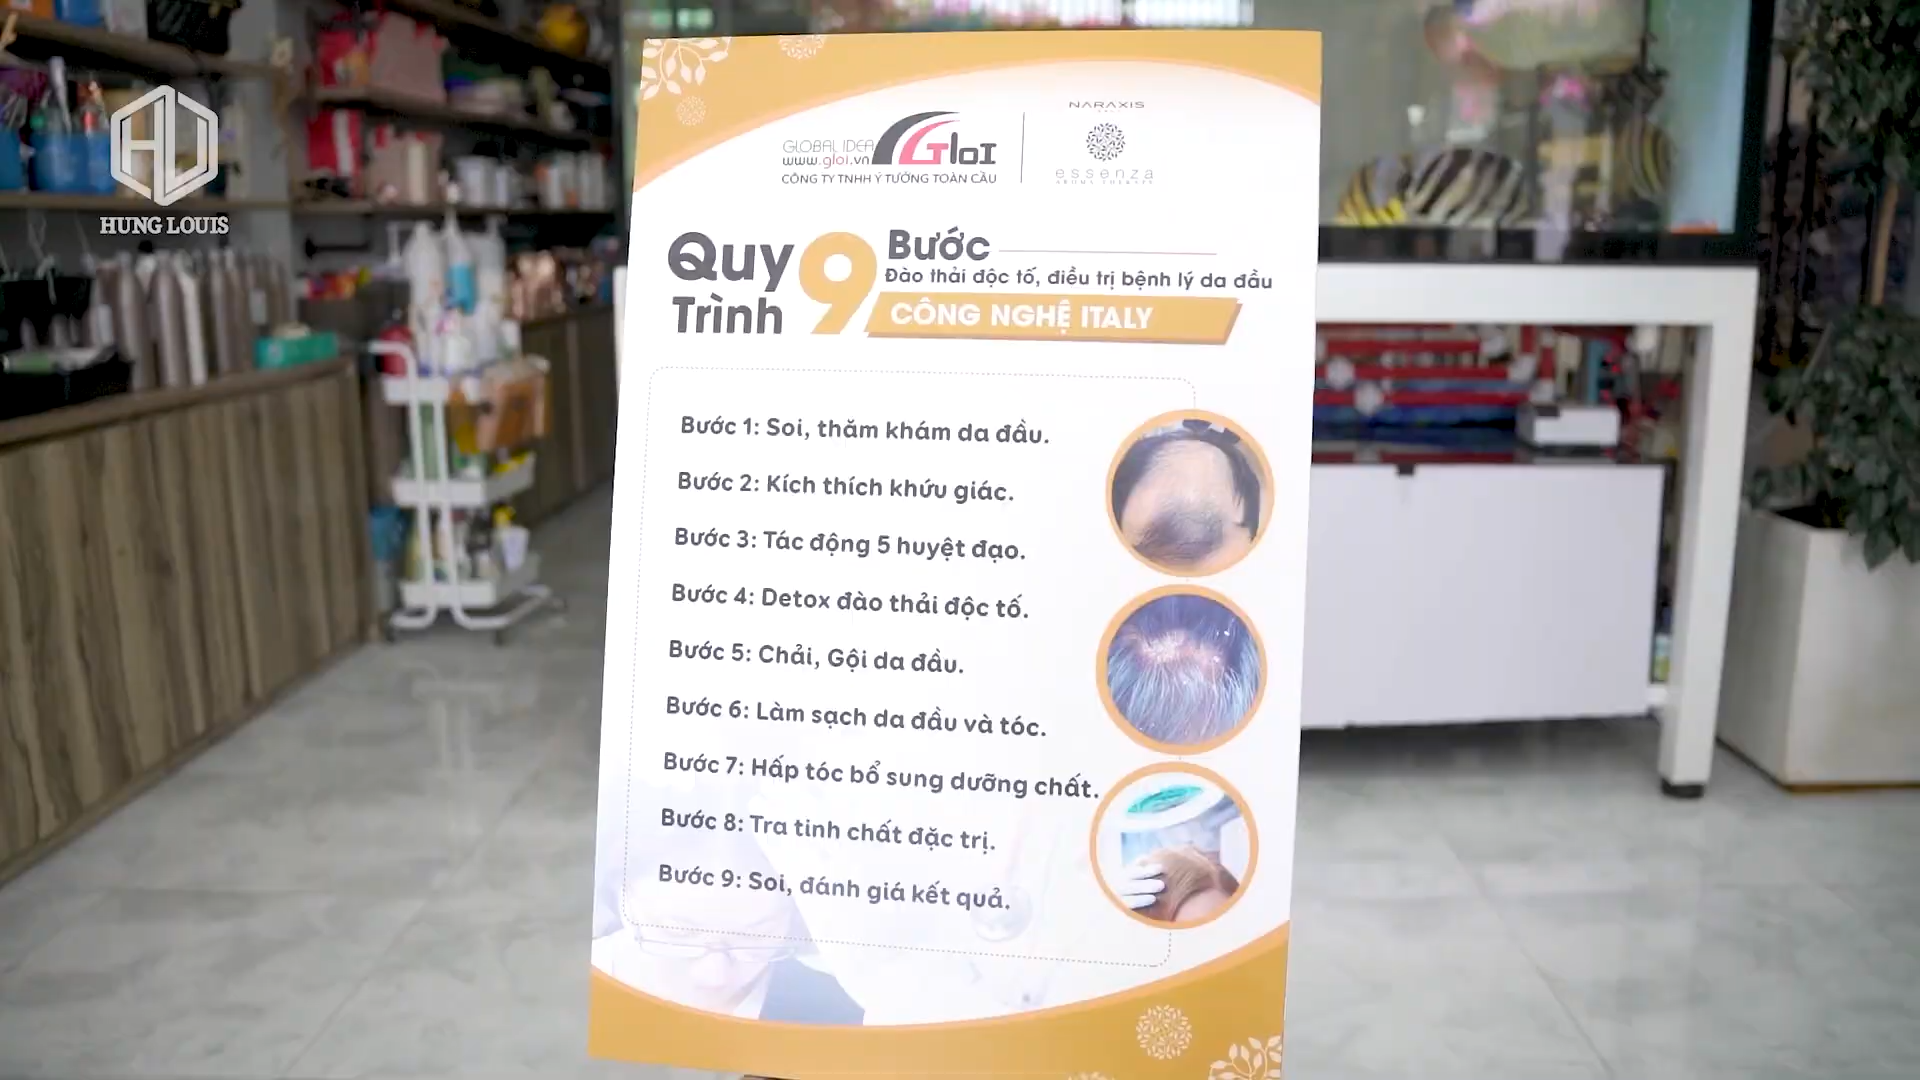 HUNG LOUIS
GLOBAL IDEA
www.gloi.vn
GLOI
CÔNG TY TNHH Ý TƯỞNG TOÀN CẦU
NARAXIS
essenza
AROMA THERAPY
Quy Trình 9 Bước
Đào thải độc tố, điều trị bệnh lý da đầu
CÔNG NGHỆ ITALY
Bước 1: Soi, thăm khám da đầu.
Bước 2: Kích thích khứu giác.
Bước 3: Tác động 5 huyệt đạo.
Bước 4: Detox đào thải độc tố.
Bước 5: Chải, Gội da đầu.
Bước 6: Làm sạch da đầu và tóc.
Bước 7: Hấp tóc bổ sung dưỡng chất.
Bước 8: Tra tinh chất đặc trị.
Bước 9: Soi, đánh giá kết quả.